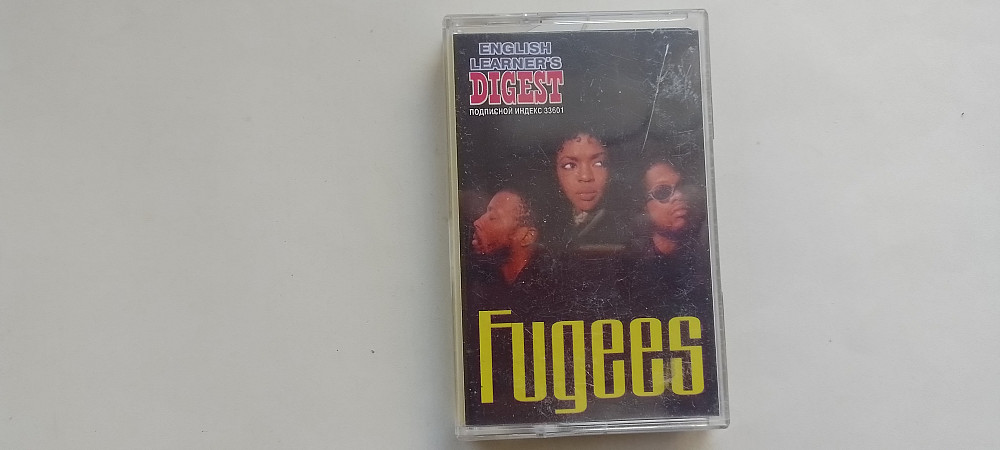 ENGLISH
LEARNER'S
DIGEST
ПОДПИСНОЙ ИНДЕКС 33601
Fugees